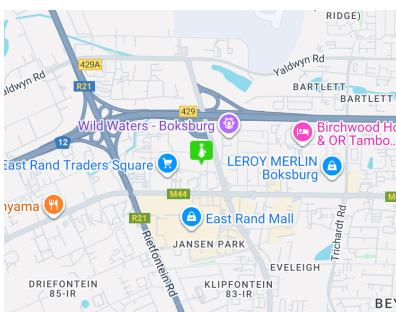 RIDGE)
429A
Yaldwyn Rd
Yaldwyn Rd
R21
BARTLETT
BARTLETT
429
Wild Waters - Boksburg
Birchwood Ho
& OR Tambo...
12
East Rand Traders Square
LEROY MERLIN
Boksburg
M44
nyama
R21
East Rand Mall
Trichardt Rd
JANSEN PARK
Rietfontein Rd
EVELEIGH
DRIEFONTEIN
85-IR
KLIPFONTEIN
83-IR
BEY